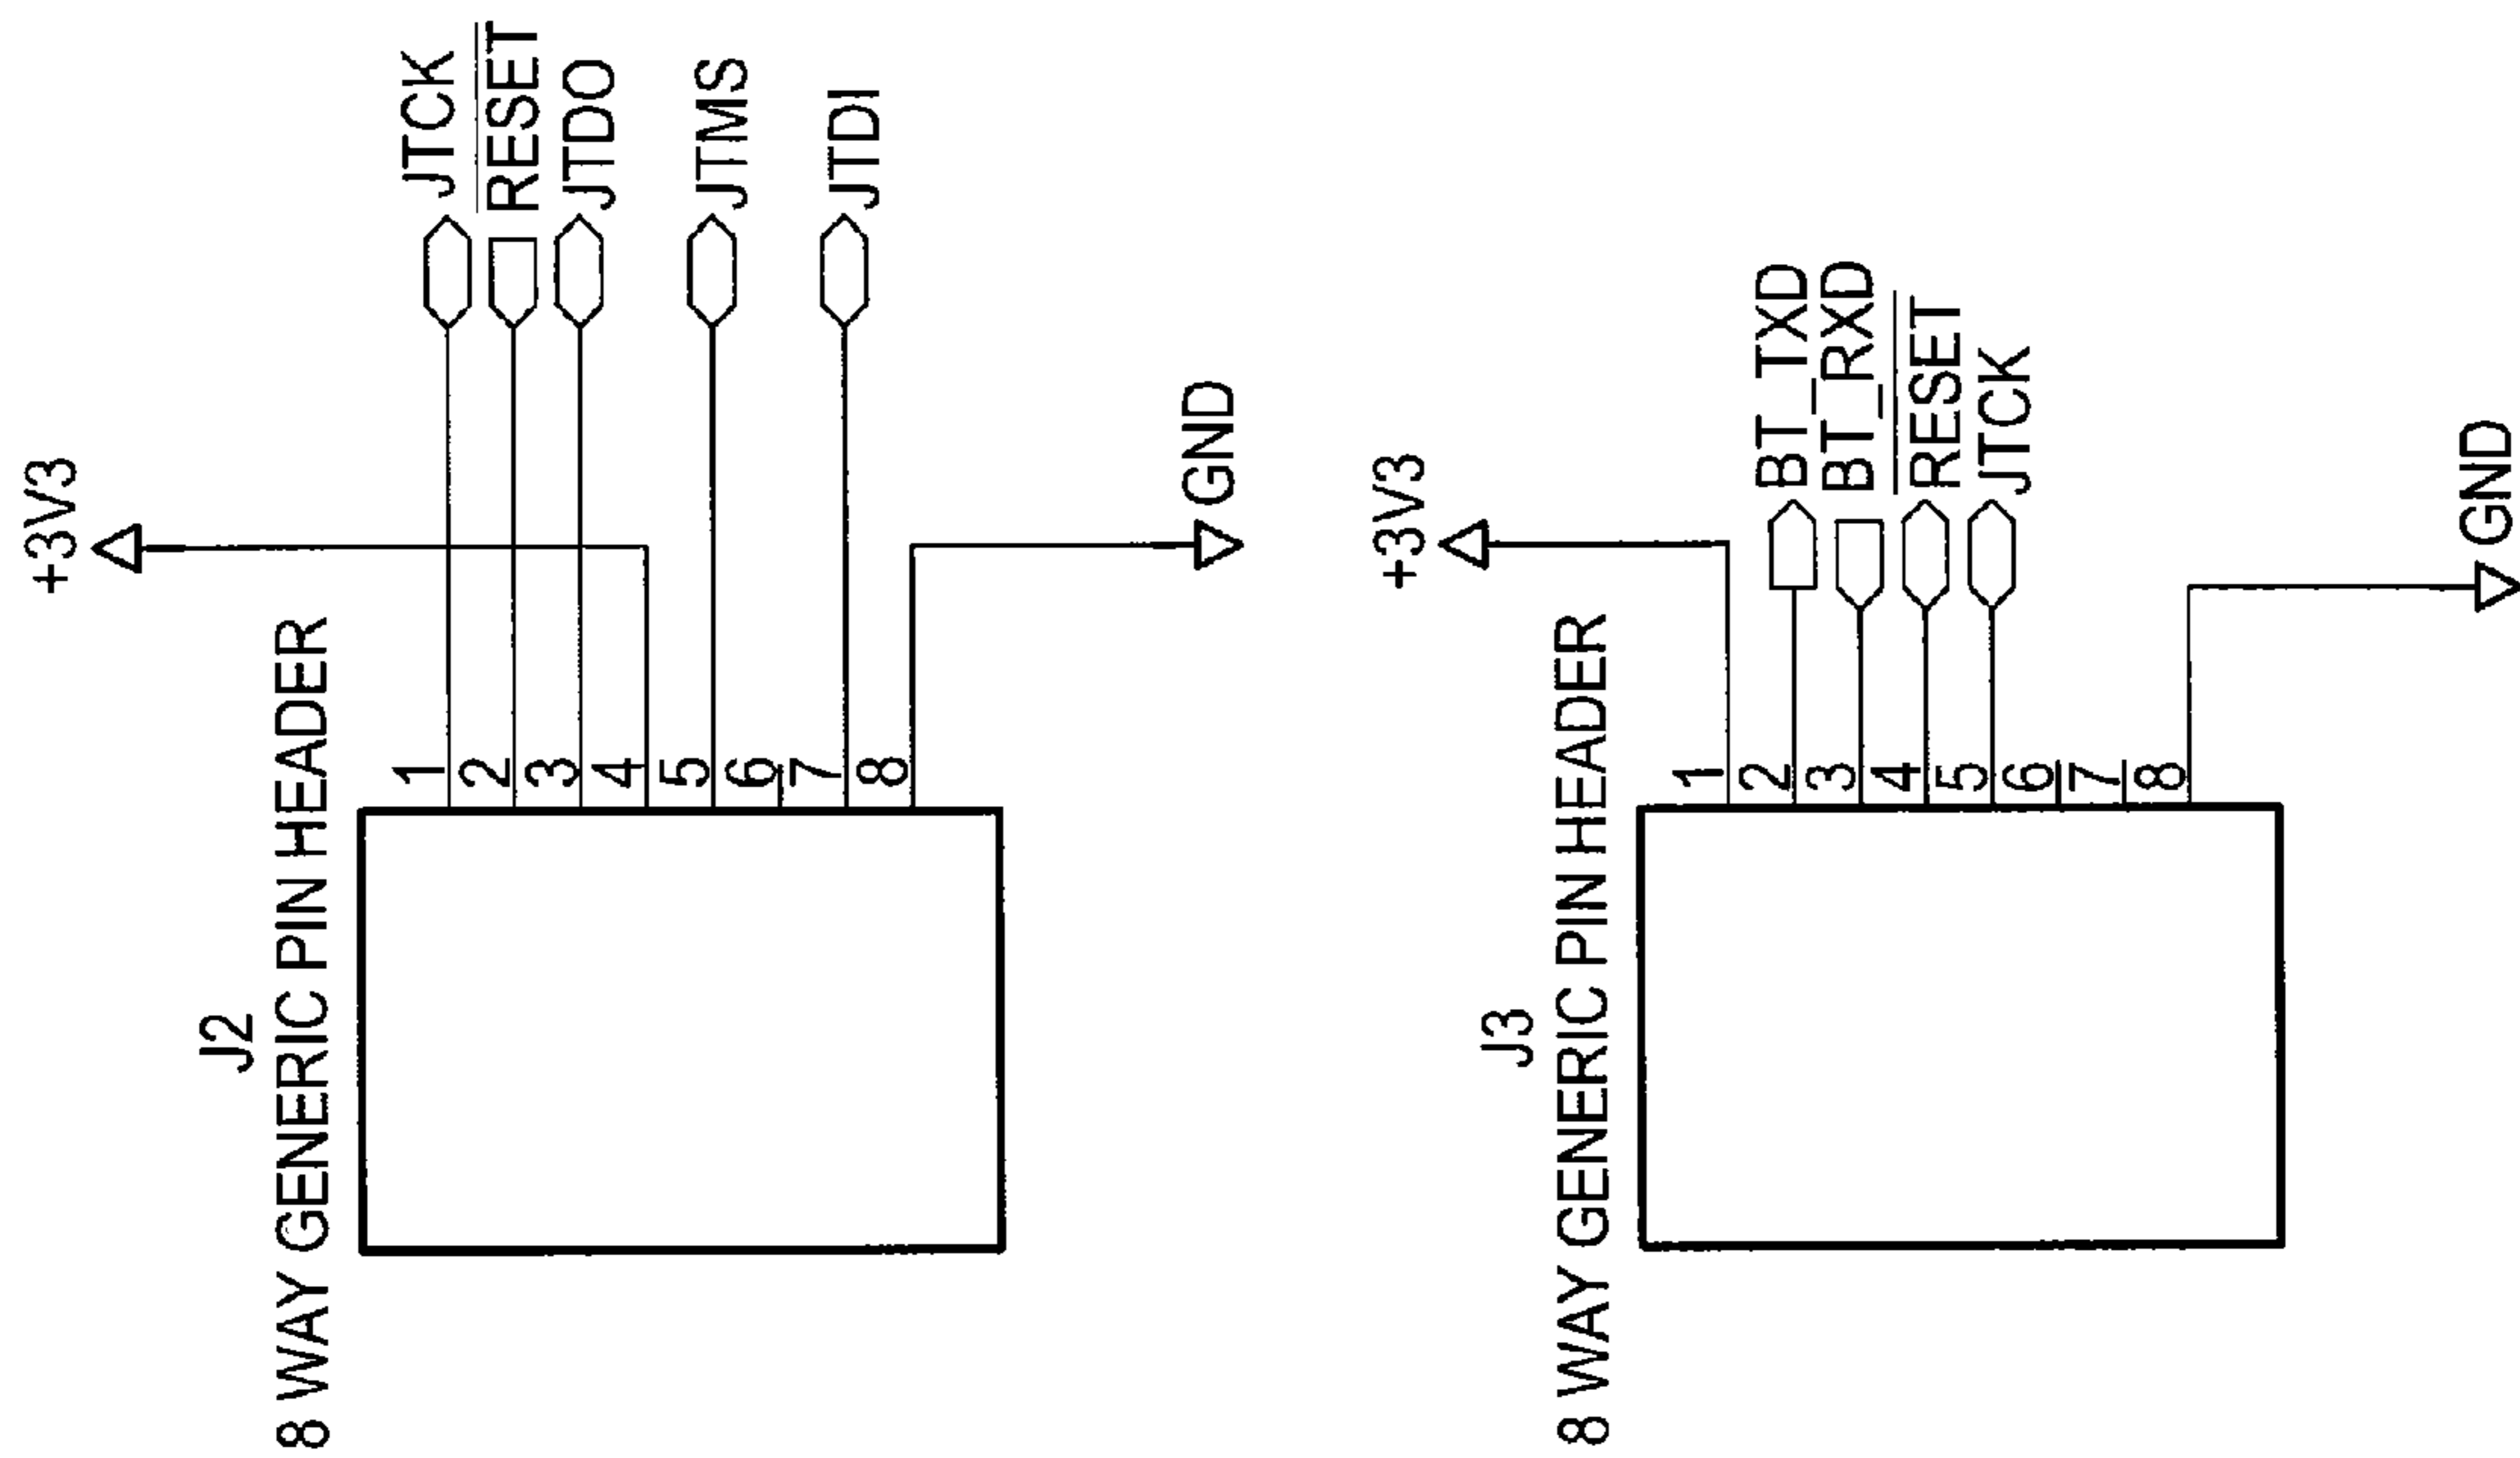 +3V3
J2
8 WAY GENERIC PIN HEADER
1 JTCK
2 RESET
3 JTDO
4
5 JTMS
6
7 JTDI
8
GND
+3V3
J3
8 WAY GENERIC PIN HEADER
1
2 BT_TXD
3 BT_RXD
4 RESET
5 JTCK
6
7
8
GND